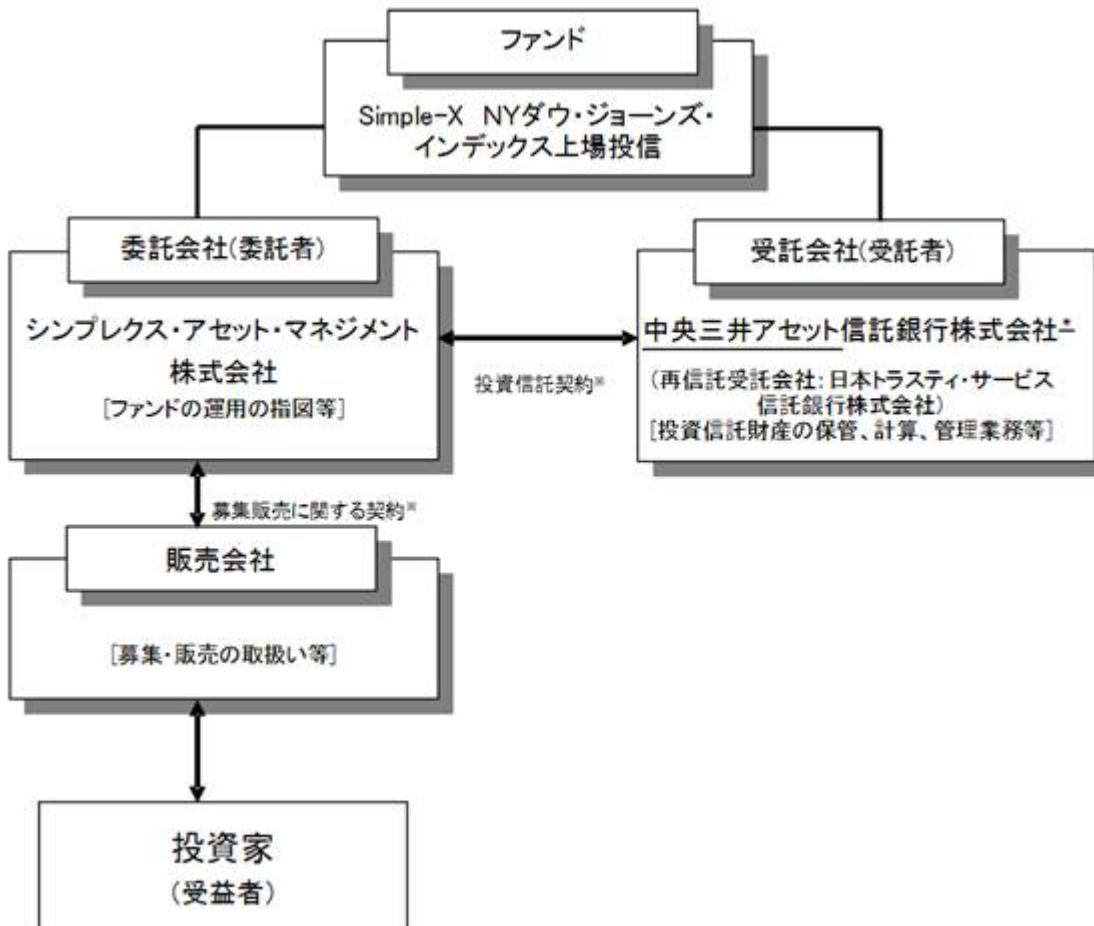 ファンド
Simple-X NYダウ・ジョーンズ・
インデックス上場投信
委託会社(委託者)
シンプレクス・アセット・マネジメント
株式会社
[ファンドの運用の指図等]
投資信託契約※
受託会社(受託者)
中央三井アセット信託銀行株式会社*
(再信託受託会社:日本トラスティ・サービス
信託銀行株式会社)
[投資信託財産の保管、計算、管理業務等]
募集販売に関する契約※
販売会社
[募集・販売の取扱い等]
投資家
(受益者)